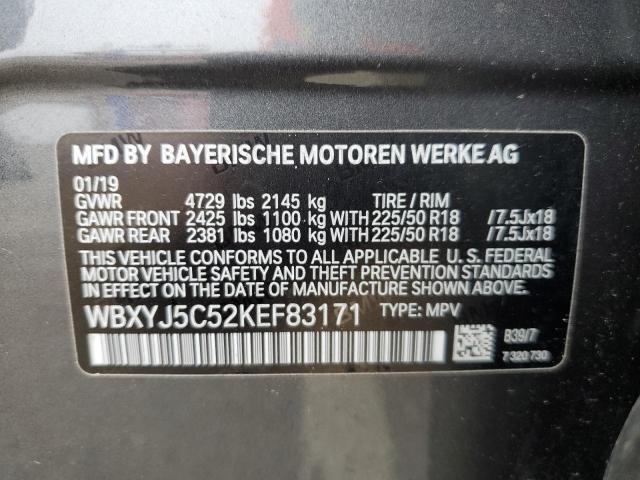 MFD BY BAYERISCHE MOTOREN WERKE AG
01/19
GVWR 4729 lbs 2145 kg TIRE / RIM
GAWR FRONT 2425 lbs 1100 kg WITH 225/50 R18 /7.5Jx18
GAWR REAR 2381 lbs 1080 kg WITH 225/50 R18 /7.5Jx18
THIS VEHICLE CONFORMS TO ALL APPLICABLE U. S. FEDERAL
MOTOR VEHICLE SAFETY AND THEFT PREVENTION STANDARDS
IN EFFECT ON THE DATE OF MANUFACTURE SHOWN ABOVE.
WBXYJ5C52KEF83171 TYPE: MPV
B39/7
7 320 730